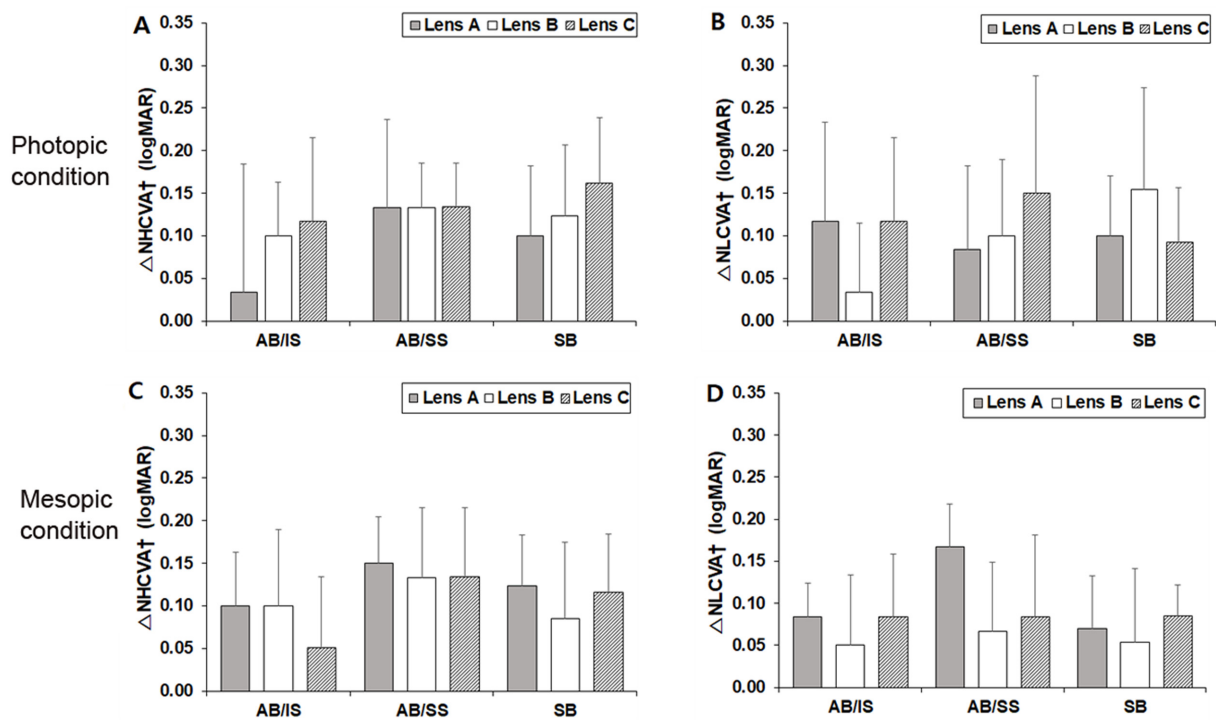 A
Lens A Lens B Lens C
△NHCVA† (logMAR)
0.35
0.30
0.25
0.20
0.15
0.10
0.05
0.00
AB/IS AB/SS SB
B
Lens A Lens B Lens C
△NLCVA† (logMAR)
0.35
0.30
0.25
0.20
0.15
0.10
0.05
0.00
AB/IS AB/SS SB
Photopic
condition
C
Lens A Lens B Lens C
△NHCVA† (logMAR)
0.35
0.30
0.25
0.20
0.15
0.10
0.05
0.00
AB/IS AB/SS SB
D
Lens A Lens B Lens C
△NLCVA† (logMAR)
0.35
0.30
0.25
0.20
0.15
0.10
0.05
0.00
AB/IS AB/SS SB
Mesopic
condition